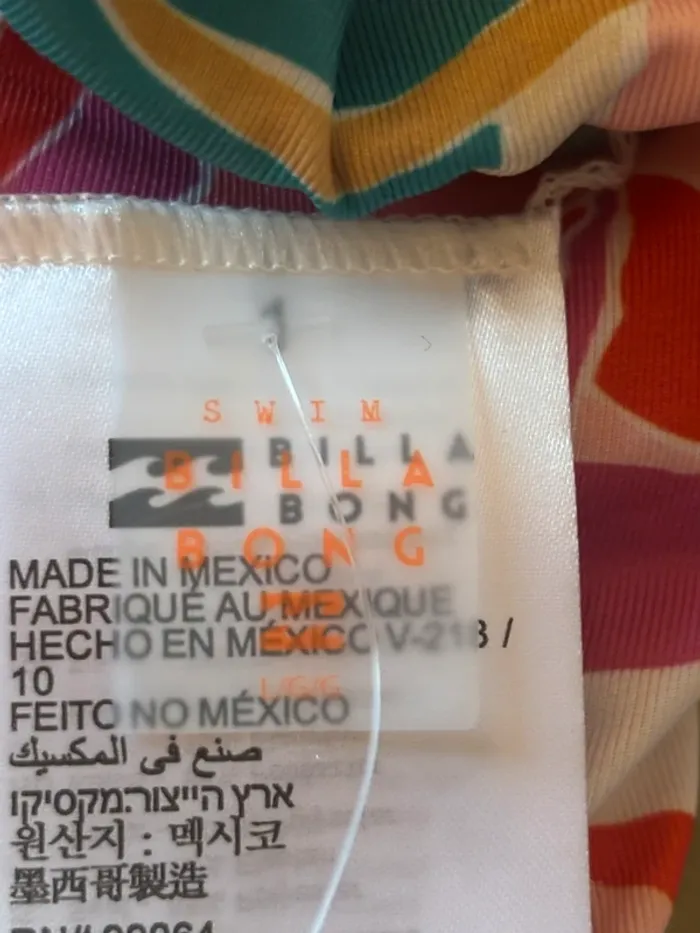 1
SWIM
BILLA
BONG
BILLA
BONG
MADE IN MEXICO
FABRIQUÉ AU MEXIQUE
HECHO EN MÉXICO V-218 /
10
FEITO NO MÉXICO
صنع في المكسيك
ארץ הייצור:מקסיקו
원산지 : 멕시코
墨西哥製造